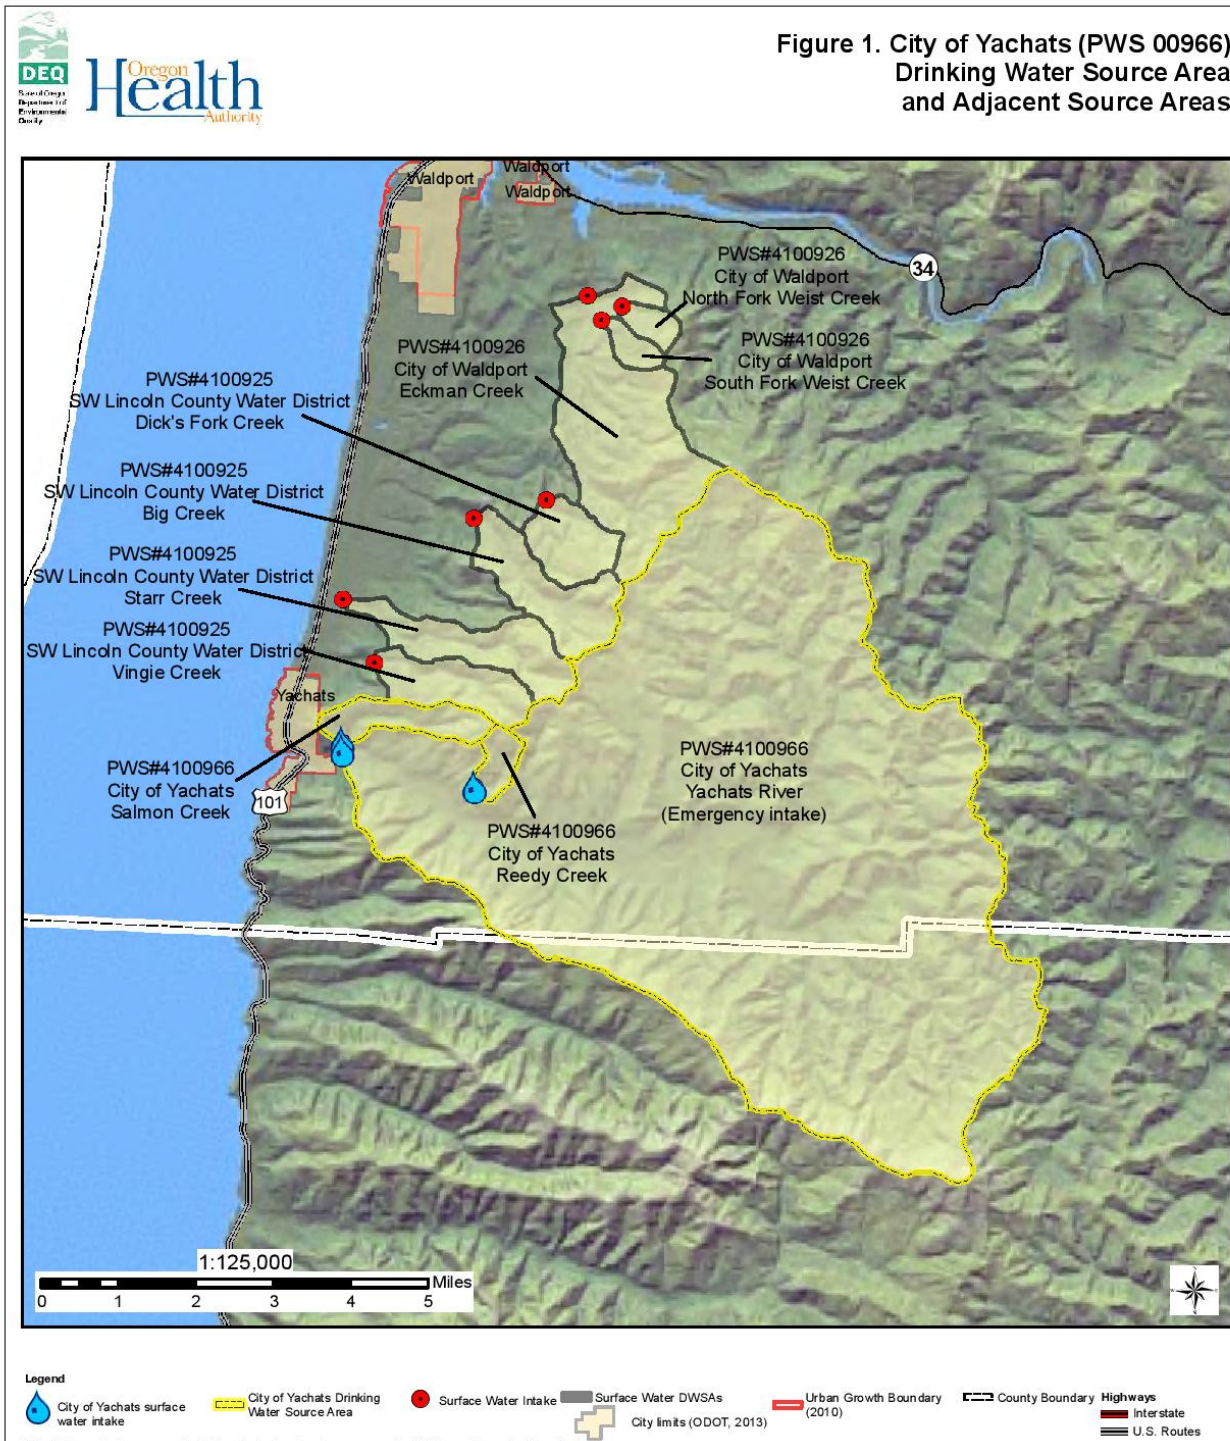 DEQ
State of Oregon
Department of
Environmental
Quality
Oregon
Health
Authority
Figure 1. City of Yachats (PWS 00966)
Drinking Water Source Area
and Adjacent Source Areas
Waldport
Waldport
Waldport
34
PWS#4100926
City of Waldport
North Fork Weist Creek
PWS#4100926
City of Waldport
South Fork Weist Creek
PWS#4100926
City of Waldport
Eckman Creek
PWS#4100925
SW Lincoln County Water District
Dick's Fork Creek
PWS#4100925
SW Lincoln County Water District
Big Creek
PWS#4100925
SW Lincoln County Water District
Starr Creek
PWS#4100925
SW Lincoln County Water District
Vingie Creek
Yachats
PWS#4100966
City of Yachats
Salmon Creek
101
PWS#4100966
City of Yachats
Reedy Creek
PWS#4100966
City of Yachats
Yachats River
(Emergency intake)
1:125,000
Miles
0 1 2 3 4 5
Legend
City of Yachats surface
water intake
City of Yachats Drinking
Water Source Area
Surface Water Intake
Surface Water DWSAs
City limits (ODOT, 2013)
Urban Growth Boundary
(2010)
County Boundary
Highways
Interstate
U.S. Routes